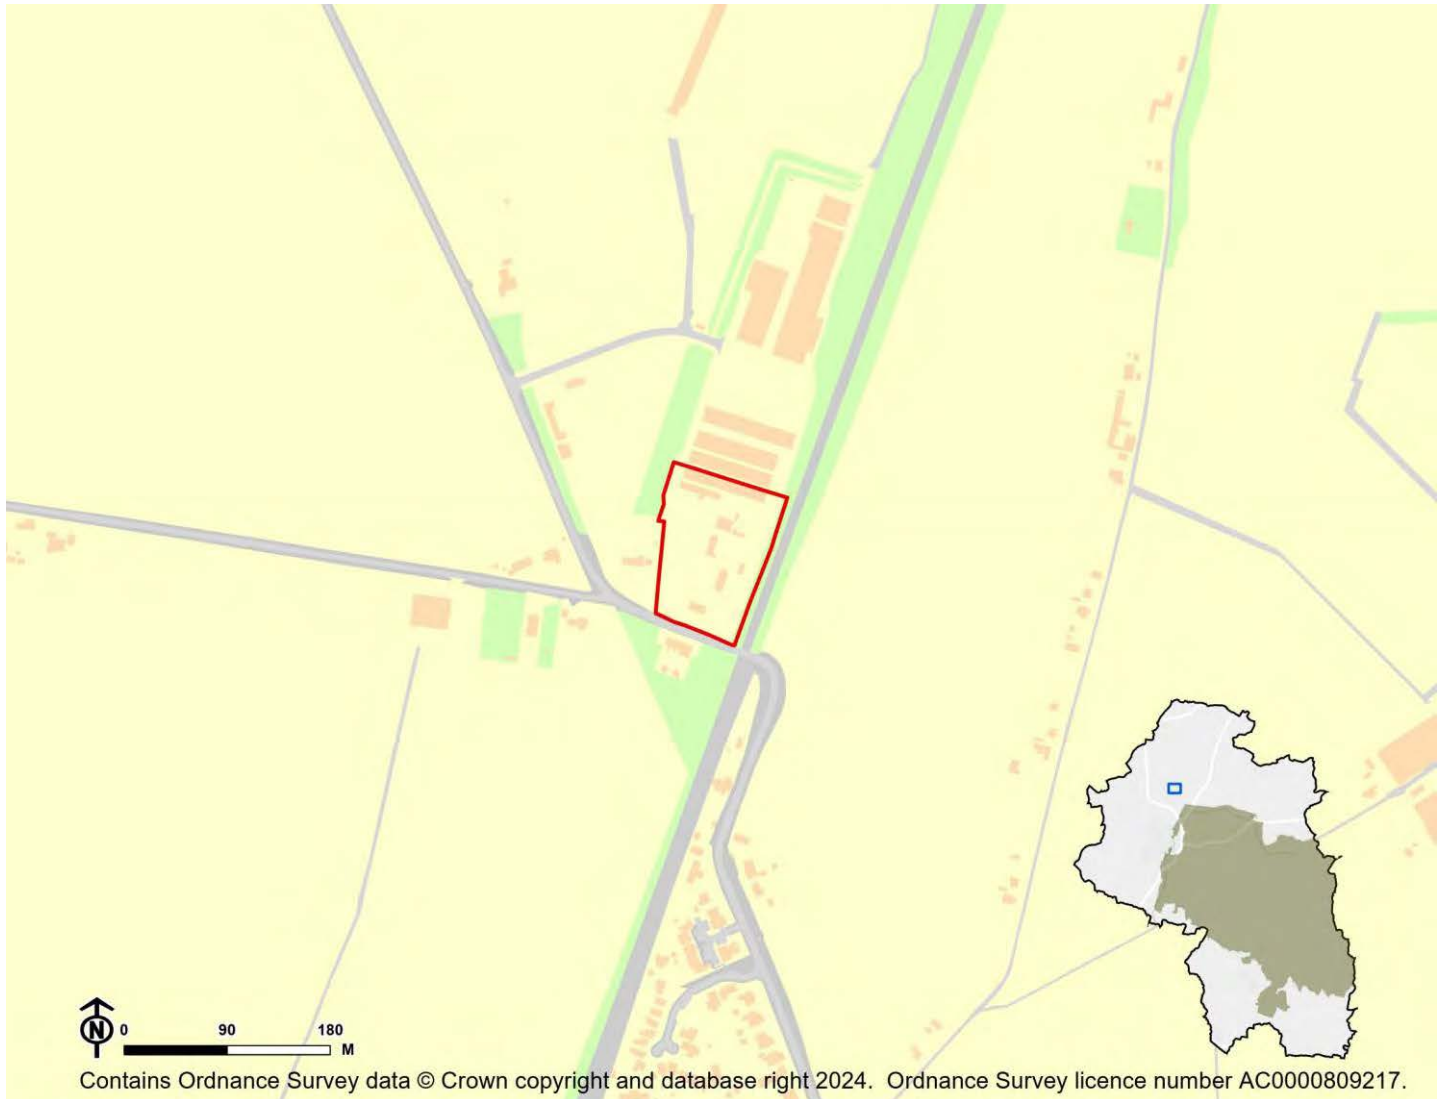 N 0 90 180
M
Contains Ordnance Survey data © Crown copyright and database right 2024. Ordnance Survey licence number AC0000809217.